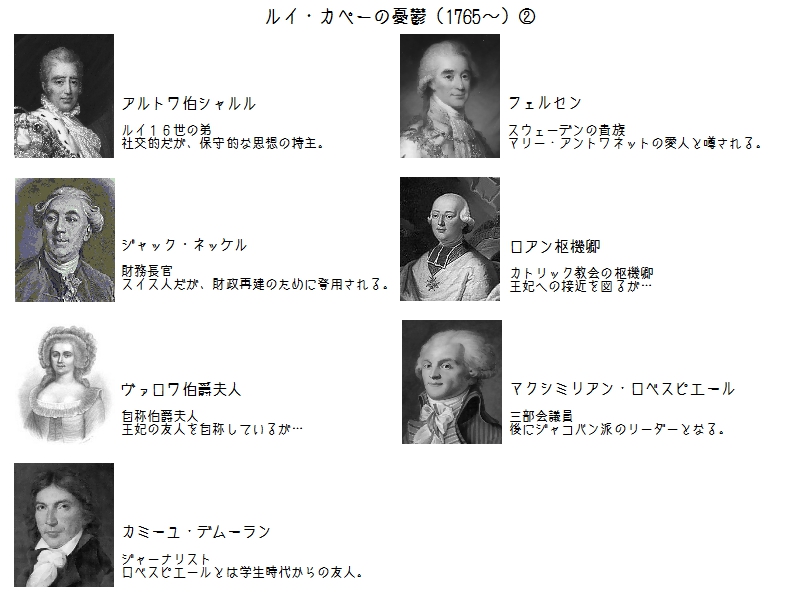 ルイ・カペーの憂鬱（1765～）②
アルトワ伯シャルル
ルイ１６世の弟
社交的だが、保守的な思想の持主。
フェルセン
スウェーデンの貴族
マリー・アントワネットの愛人と噂される。
ジャック・ネッケル
財務長官
スイス人だが、財政再建のために登用される。
ロアン枢機卿
カトリック教会の枢機卿
王妃への接近を図るが…
ヴァロワ伯爵夫人
自称伯爵夫人
王妃の友人を自称しているが…
マクシミリアン・ロベスピエール
三部会議員
後にジャコバン派のリーダーとなる。
カミーユ・デムーラン
ジャーナリスト
ロベスピエールとは学生時代からの友人。